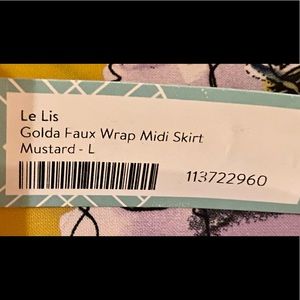 Le Lis
Golda Faux Wrap Midi Skirt
Mustard - L
113722960